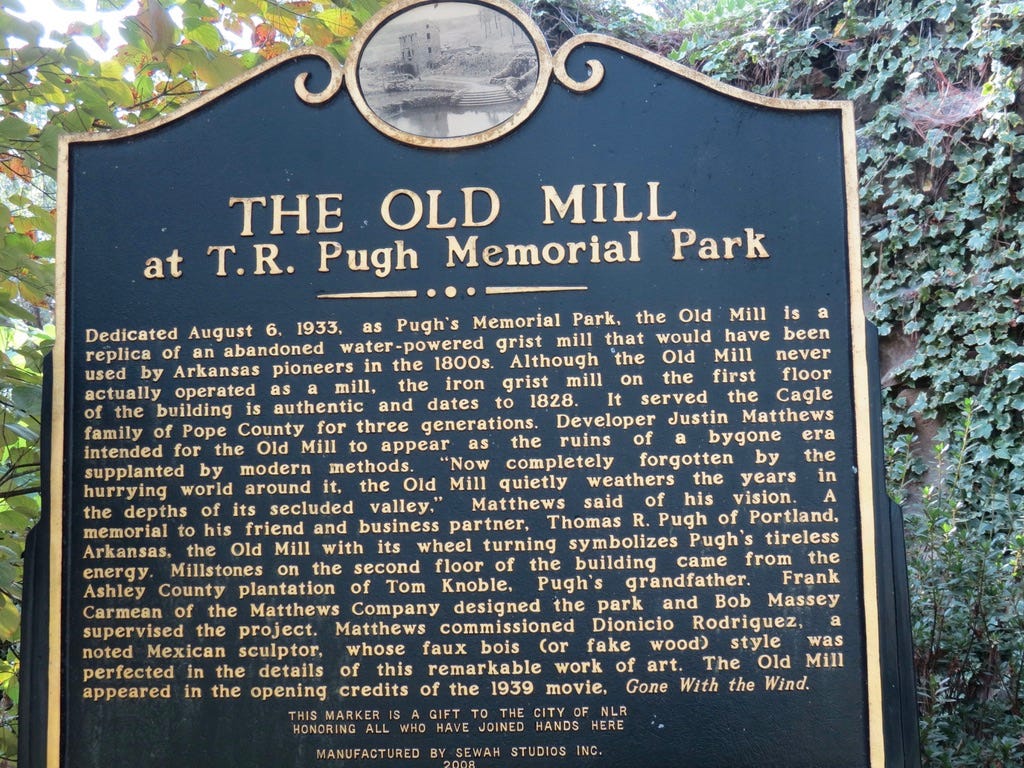 THE OLD MILL
at T.R. Pugh Memorial Park
Dedicated August 6, 1933, as Pugh's Memorial Park, the Old Mill is a
replica of an abandoned water-powered grist mill that would have been
used by Arkansas pioneers in the 1800s. Although the Old Mill never
actually operated as a mill, the iron grist mill on the first floor
of the building is authentic and dates to 1828. It served the Cagle
family of Pope County for three generations. Developer Justin Matthews
intended for the Old Mill to appear as the ruins of a bygone era
supplanted by modern methods. "Now completely forgotten by the
hurrying world around it, the Old Mill quietly weathers the years in
the depths of its secluded valley," Matthews said of his vision. A
memorial to his friend and business partner, Thomas R. Pugh of Portland,
Arkansas, the Old Mill with its wheel turning symbolizes Pugh's tireless
energy. Millstones on the second floor of the building came from the
Ashley County plantation of Tom Knoble, Pugh's grandfather. Frank
Carmean of the Matthews Company designed the park and Bob Massey
supervised the project. Matthews commissioned Dionicio Rodriguez, a
noted Mexican sculptor, whose faux bois (or fake wood) style was
perfected in the details of this remarkable work of art. The Old Mill
appeared in the opening credits of the 1939 movie, Gone With the Wind.
THIS MARKER IS A GIFT TO THE CITY OF NLR
HONORING ALL WHO HAVE JOINED HANDS HERE
MANUFACTURED BY SEWAH STUDIOS INC.
2008